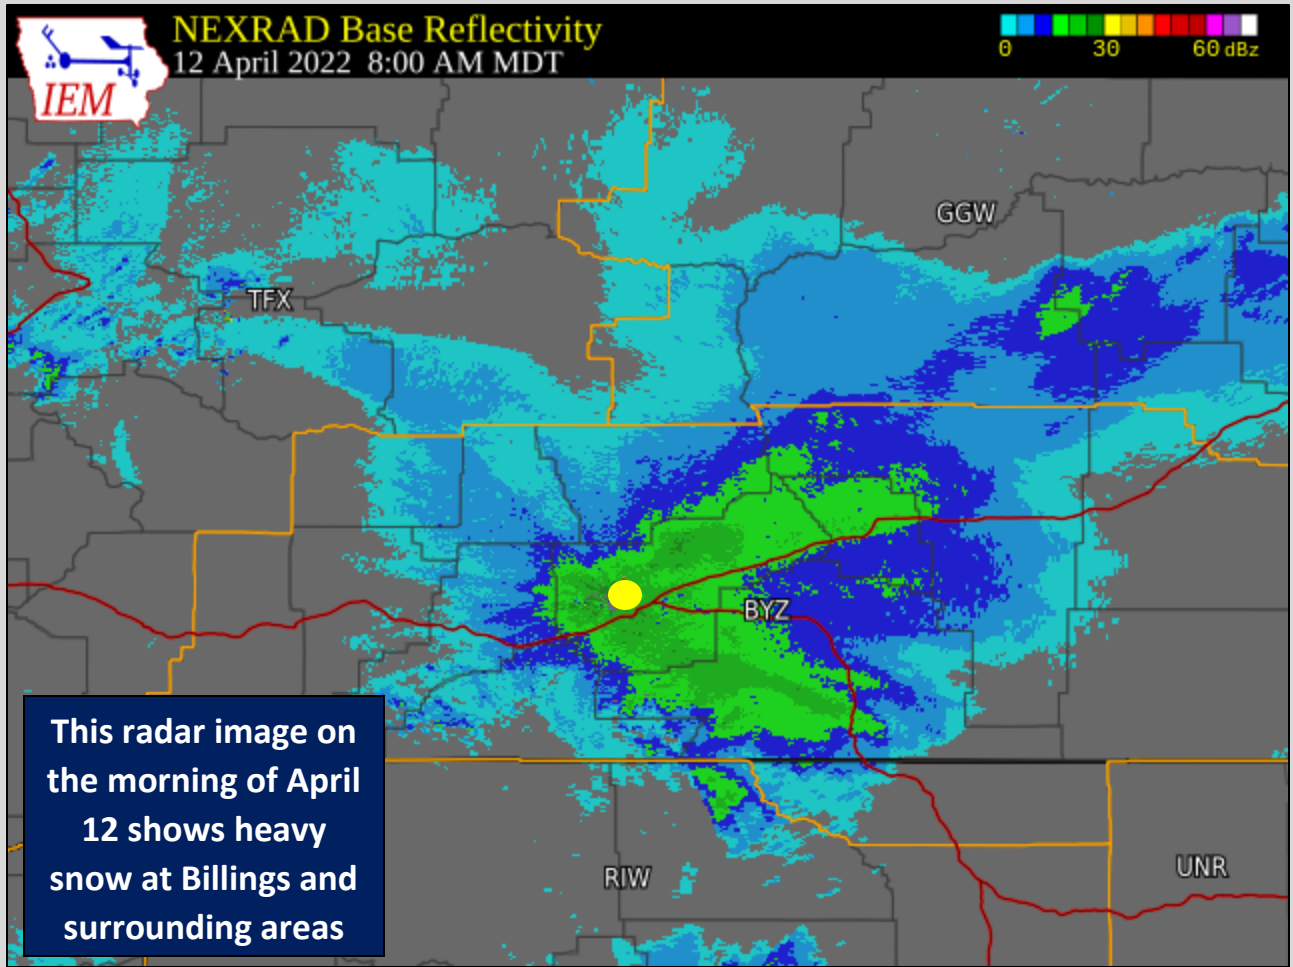 IEM
NEXRAD Base Reflectivity
12 April 2022 8:00 AM MDT
0 30 60 dBz
GGW
TFX
BYZ
RIW
UNR
This radar image on
the morning of April
12 shows heavy
snow at Billings and
surrounding areas